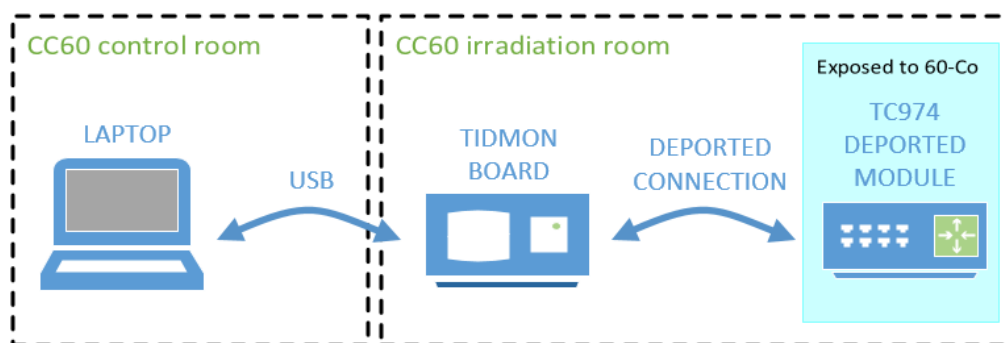 CC60 control room
LAPTOP
USB
CC60 irradiation room
TIDMON
BOARD
DEPORTED
CONNECTION
Exposed to 60-Co
TC974
DEPORTED
MODULE